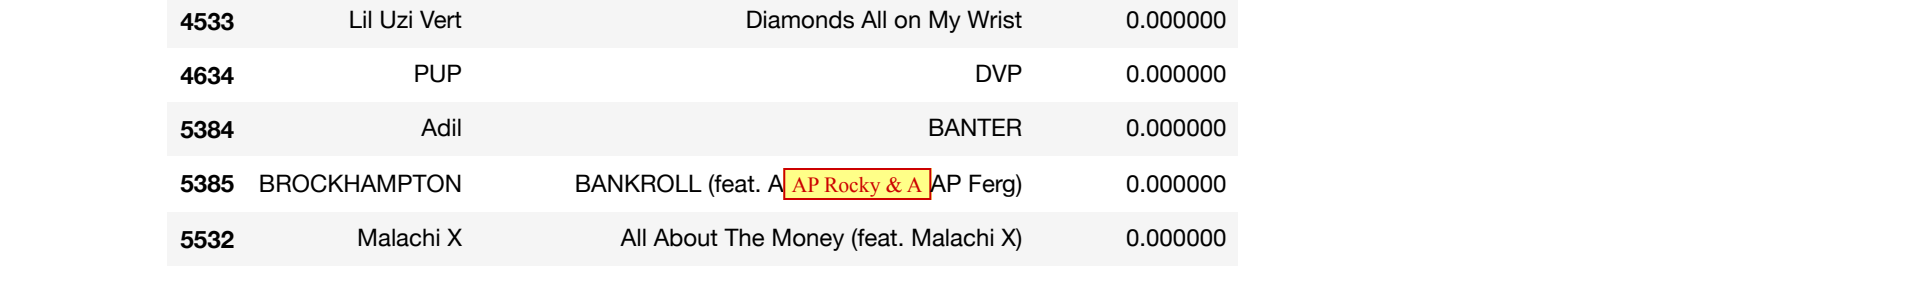 4533 Lil Uzi Vert Diamonds All on My Wrist 0.000000
4634 PUP DVP 0.000000
5384 Adil BANTER 0.000000
5385 BROCKHAMPTON BANKROLL (feat. A AP Rocky & A AP Ferg) 0.000000
5532 Malachi X All About The Money (feat. Malachi X) 0.000000